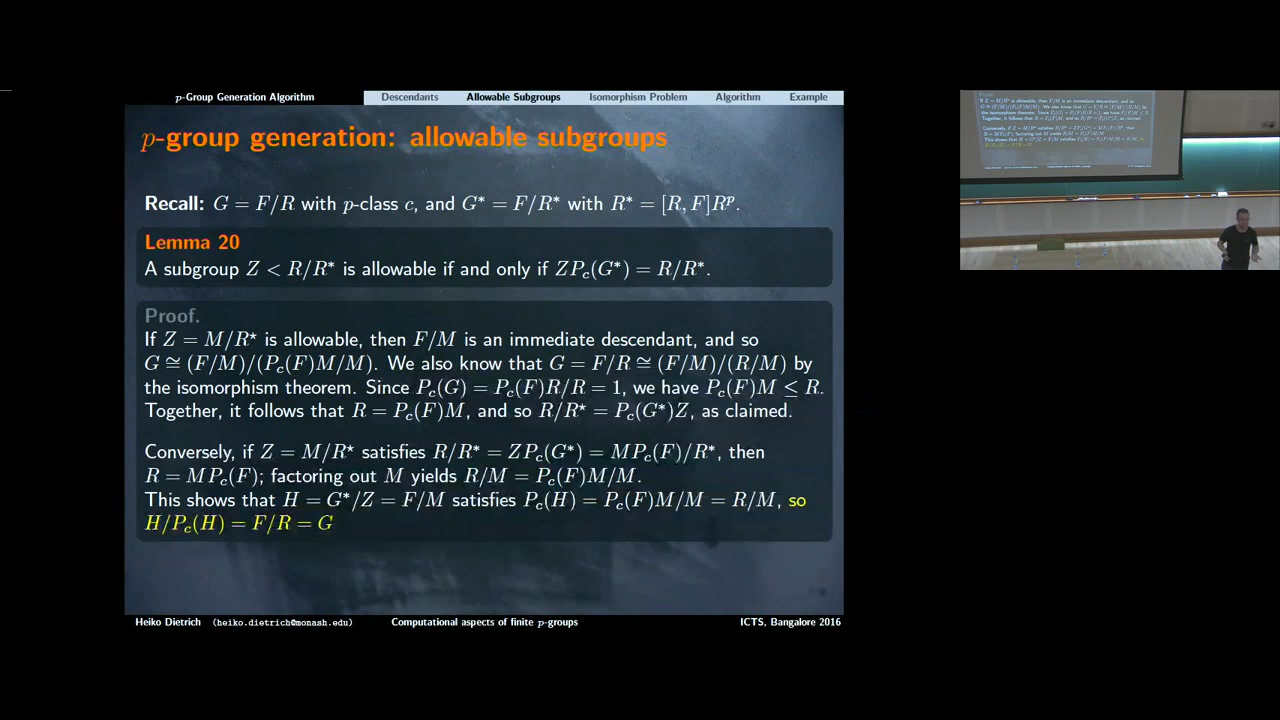 p-Group Generation Algorithm
Descendants Allowable Subgroups Isomorphism Problem Algorithm Example
p-group generation: allowable subgroups
Recall: G = F/R with p-class c, and G* = F/R* with R* = [R, F]R^p.
Lemma 20
A subgroup Z < R/R* is allowable if and only if ZP_c(G*) = R/R*.
Proof.
If Z = M/R* is allowable, then F/M is an immediate descendant, and so
G ≅ (F/M)/(P_c(F)M/M). We also know that G = F/R ≅ (F/M)/(R/M) by
the isomorphism theorem. Since P_c(G) = P_c(F)R/R = 1, we have P_c(F)M ≤ R.
Together, it follows that R = P_c(F)M, and so R/R* = P_c(G*)Z, as claimed.
Conversely, if Z = M/R* satisfies R/R* = ZP_c(G*) = MP_c(F)/R*, then
R = MP_c(F); factoring out M yields R/M = P_c(F)M/M.
This shows that H = G*/Z = F/M satisfies P_c(H) = P_c(F)M/M = R/M, so
H/P_c(H) = F/R = G
Heiko Dietrich (heiko.dietrich@monash.edu) Computational aspects of finite p-groups ICTS, Bangalore 2016